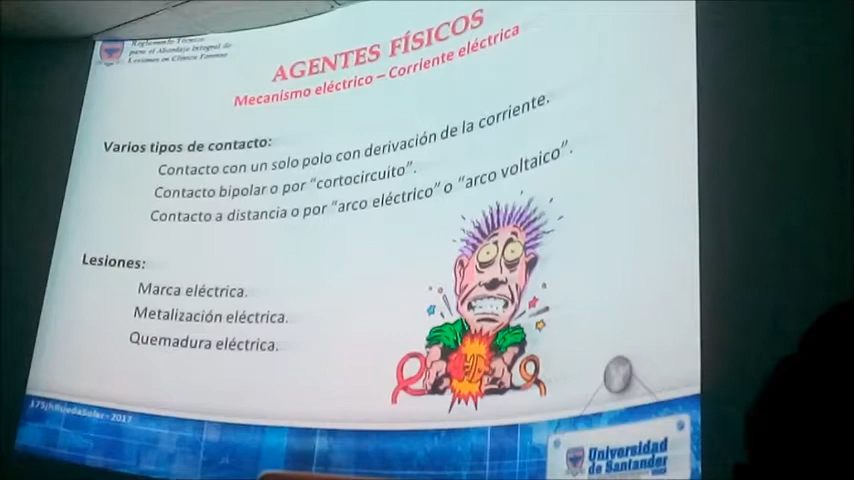 Reglamento Técnico
para el Abordaje Integral de
Lesiones en Clínica Forense
AGENTES FÍSICOS
Mecanismo eléctrico – Corriente eléctrica
Varios tipos de contacto:
Contacto con un solo polo con derivación de la corriente.
Contacto bipolar o por “cortocircuito”.
Contacto a distancia o por “arco eléctrico” o “arco voltaico”.
Lesiones:
Marca eléctrica.
Metalización eléctrica.
Quemadura eléctrica.
2017
Universidad
de Santander